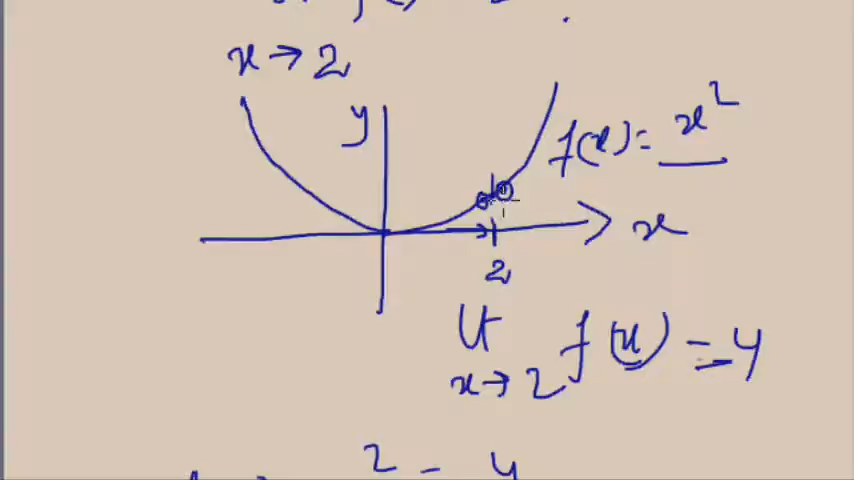 x → 2
y
f(x) = x²
x
2
Lt f(x) = 4
x → 2
2 = 4